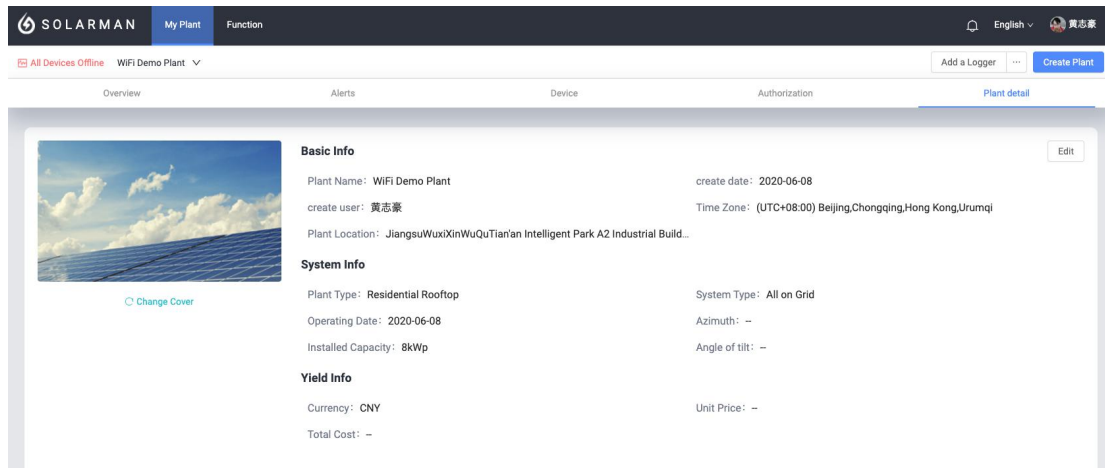 SOLARMAN My Plant Function English 黄志豪
All Devices Offline WiFi Demo Plant Add a Logger ... Create Plant
Overview Alerts Device Authorization Plant detail
Basic Info Edit
Plant Name: WiFi Demo Plant create date: 2020-06-08
create user: 黄志豪 Time Zone: (UTC+08:00) Beijing,Chongqing,Hong Kong,Urumqi
Plant Location: JiangsuWuxiXinWuQuTian'an Intelligent Park A2 Industrial Build...
System Info
Change Cover
Plant Type: Residential Rooftop System Type: All on Grid
Operating Date: 2020-06-08 Azimuth: --
Installed Capacity: 8kWp Angle of tilt: --
Yield Info
Currency: CNY Unit Price: --
Total Cost: --